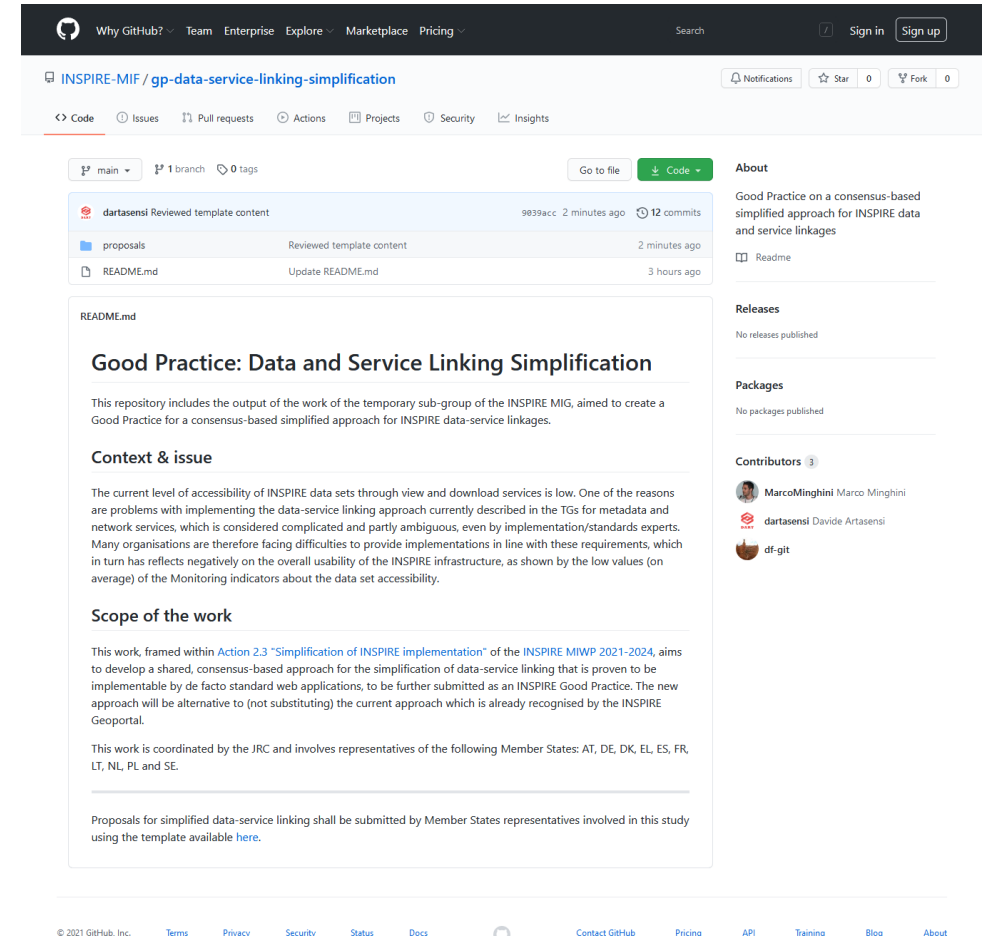 Why GitHub? Team Enterprise Explore Marketplace Pricing Search / Sign in Sign up
INSPIRE-MIF / gp-data-service-linking-simplification Notifications Star 0 Fork 0
Code Issues Pull requests Actions Projects Security Insights
main 1 branch 0 tags Go to file Code
dartasensi Reviewed template content 9039acc 2 minutes ago 12 commits
proposals Reviewed template content 2 minutes ago
README.md Update README.md 3 hours ago
README.md
Good Practice: Data and Service Linking Simplification
This repository includes the output of the work of the temporary sub-group of the INSPIRE MIG, aimed to create a
Good Practice for a consensus-based simplified approach for INSPIRE data-service linkages.
Context & issue
The current level of accessibility of INSPIRE data sets through view and download services is low. One of the reasons
are problems with implementing the data-service linking approach currently described in the TGs for metadata and
network services, which is considered complicated and partly ambiguous, even by implementation/standards experts.
Many organisations are therefore facing difficulties to provide implementations in line with these requirements, which
in turn has reflects negatively on the overall usability of the INSPIRE infrastructure, as shown by the low values (on
average) of the Monitoring indicators about the data set accessibility.
Scope of the work
This work, framed within Action 2.3 "Simplification of INSPIRE implementation" of the INSPIRE MIWP 2021-2024, aims
to develop a shared, consensus-based approach for the simplification of data-service linking that is proven to be
implementable by de facto standard web applications, to be further submitted as an INSPIRE Good Practice. The new
approach will be alternative to (not substituting) the current approach which is already recognised by the INSPIRE
Geoportal.
This work is coordinated by the JRC and involves representatives of the following Member States: AT, DE, DK, EL, ES, FR,
LT, NL, PL and SE.
Proposals for simplified data-service linking shall be submitted by Member States representatives involved in this study
using the template available here.
About
Good Practice on a consensus-based
simplified approach for INSPIRE data
and service linkages
Readme
Releases
No releases published
Packages
No packages published
Contributors 3
MarcoMinghini Marco Minghini
dartasensi Davide Artasensi
df-git
© 2021 GitHub, Inc. Terms Privacy Security Status Docs Contact GitHub Pricing API Training Blog About